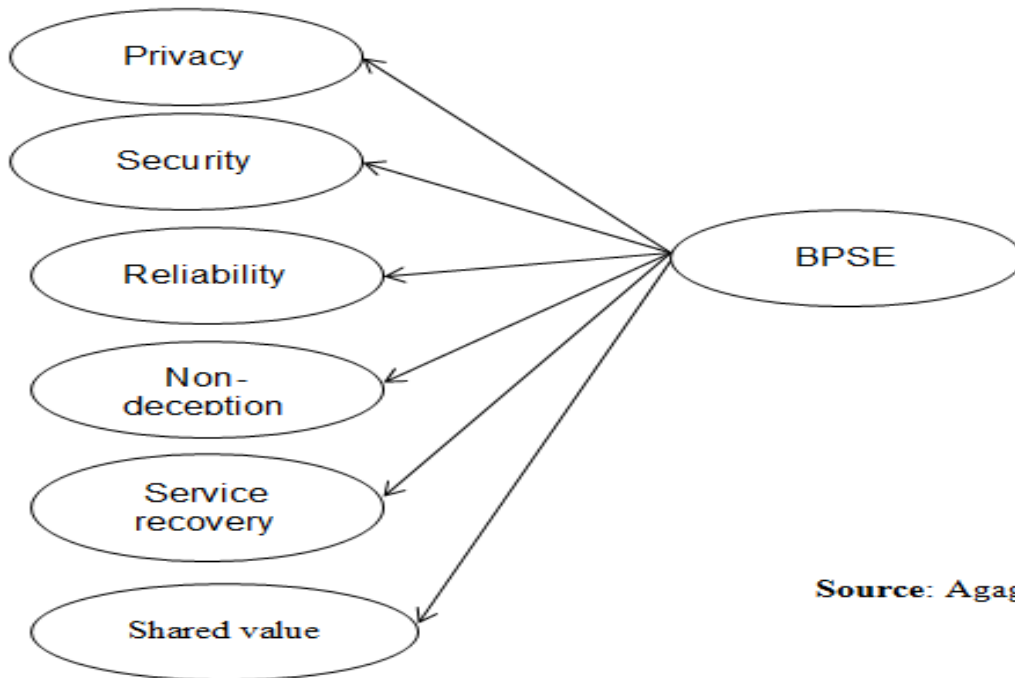 Privacy
Security
BPSE
Reliability
Non-
deception
Service
recovery
Source: Agag
Shared value